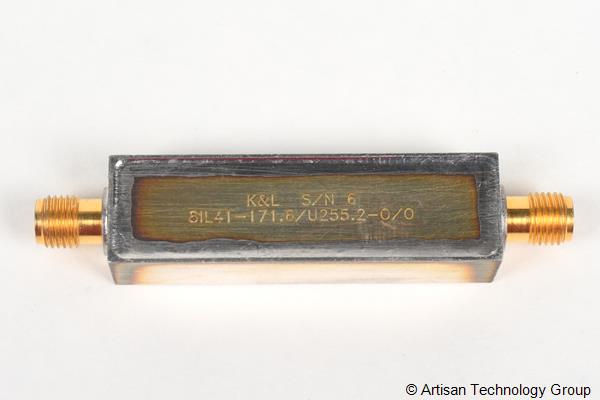 K&L S/N 6
8IL41-171.6/U255.2-0/0
© Artisan Technology Group